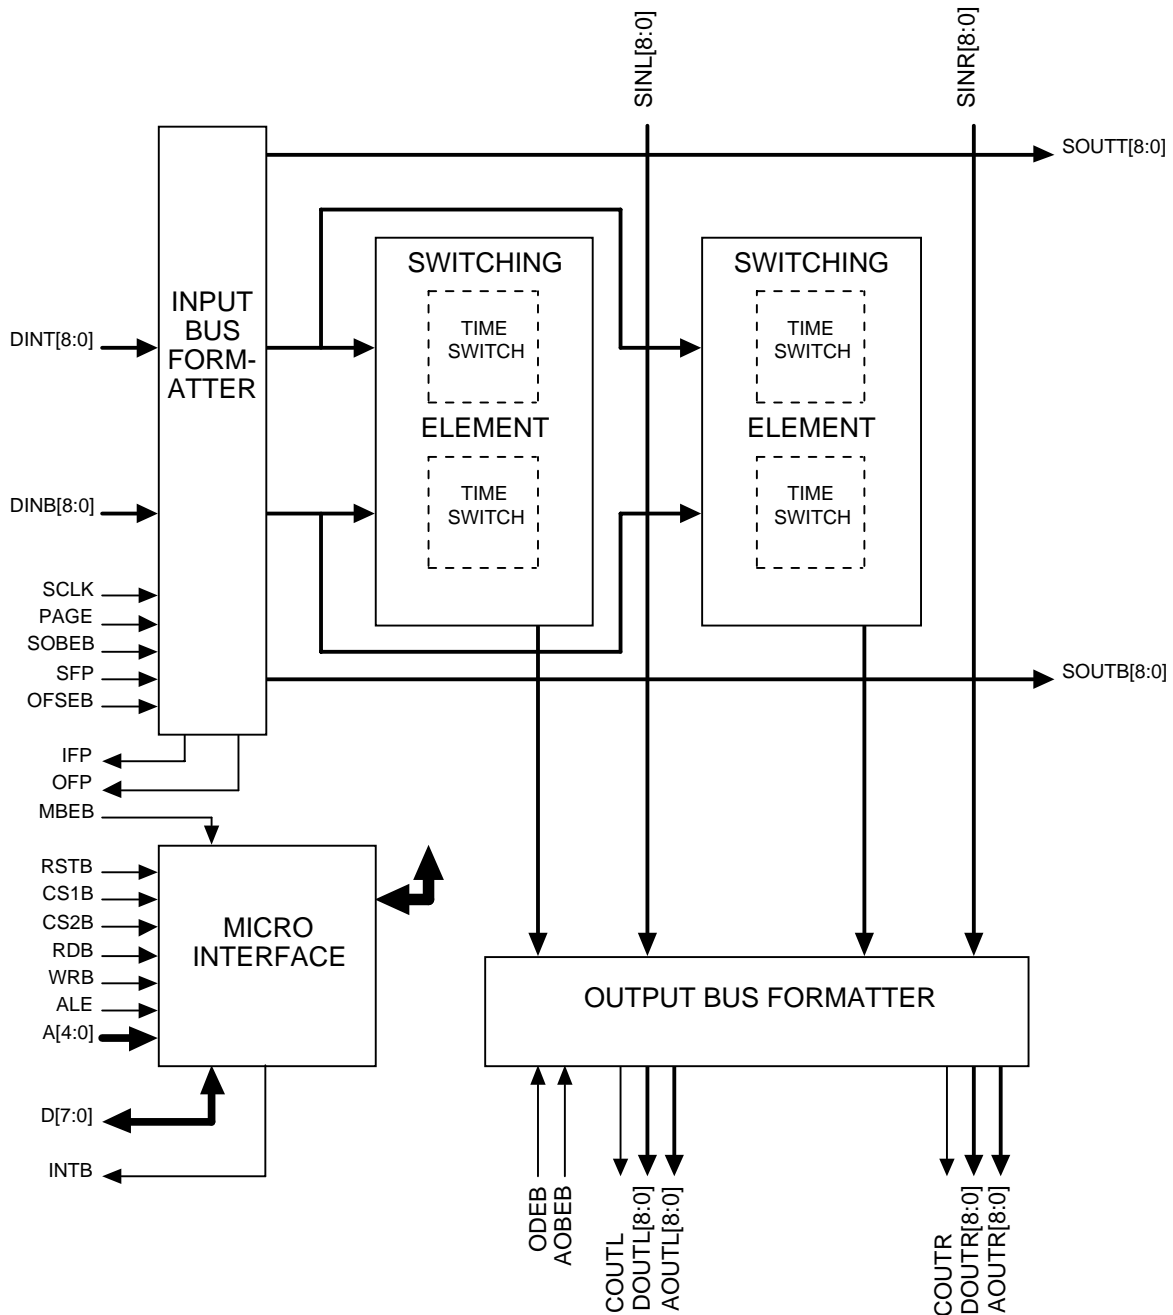 SINL[8:0]
SINR[8:0]
SOUTT[8:0]
INPUT
BUS
FORM-
ATTER
DINT[8:0]
DINB[8:0]
SCLK
PAGE
SOBEB
SFP
OFSEB
IFP
OFP
MBEB
SWITCHING
TIME
SWITCH
ELEMENT
TIME
SWITCH
SWITCHING
TIME
SWITCH
ELEMENT
TIME
SWITCH
SOUTB[8:0]
RSTB
CS1B
CS2B
RDB
WRB
ALE
A[4:0]
MICRO
INTERFACE
D[7:0]
INTB
OUTPUT BUS FORMATTER
ODEB
AOBEB
COUTL
DOUTL[8:0]
AOUTL[8:0]
COUTR
DOUTR[8:0]
AOUTR[8:0]